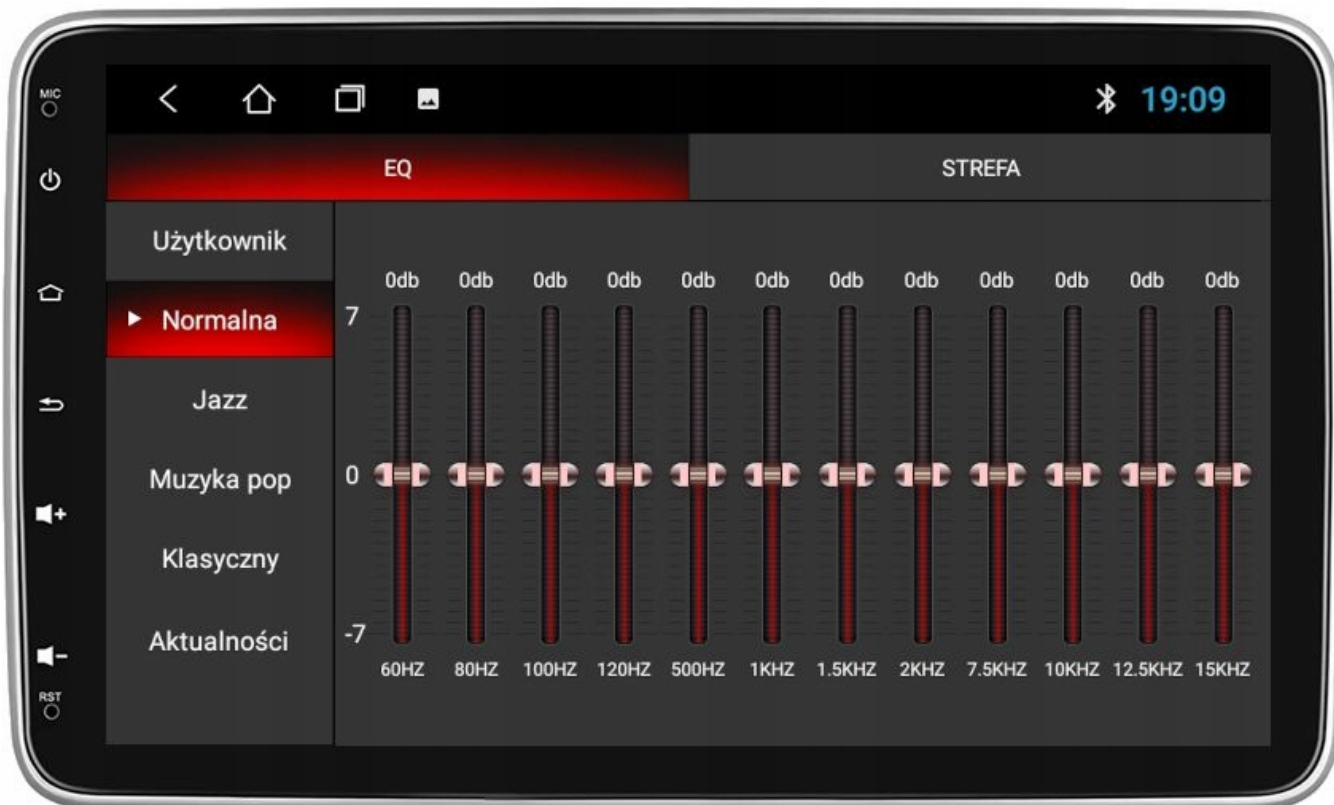 MIC
19:09
EQ
STREFA
Użytkownik
Normalna
Jazz
Muzyka pop
Klasyczny
Aktualności
0db 0db 0db 0db 0db 0db 0db 0db 0db 0db 0db 0db
7
0
-7
60HZ 80HZ 100HZ 120HZ 500HZ 1KHZ 1.5KHZ 2KHZ 7.5KHZ 10KHZ 12.5KHZ 15KHZ
+
-
RST